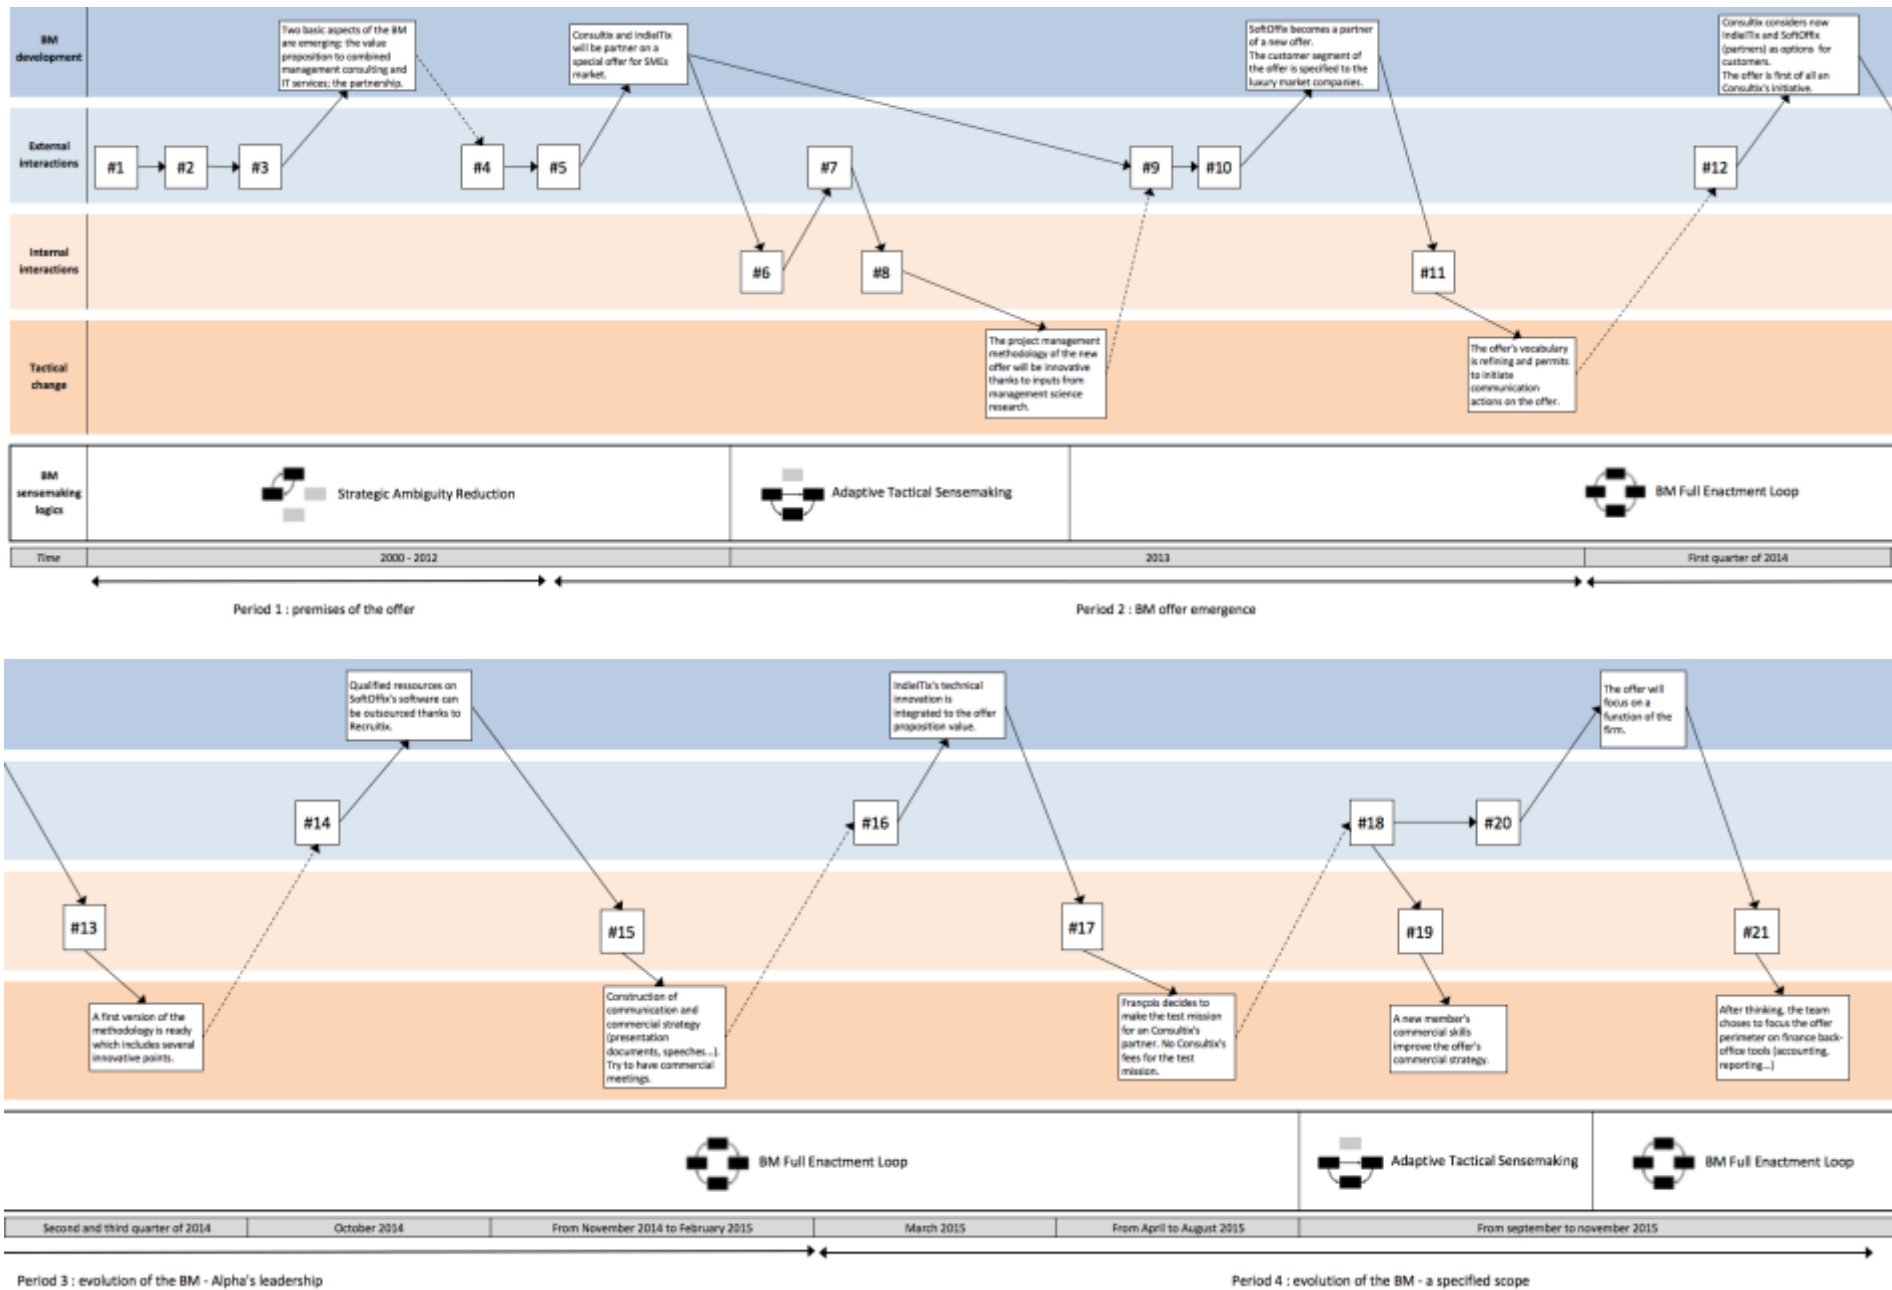 BM
development
Two basic aspects of the BM
are emerging: the value
proposition to combined
management consulting and
IT services; the partnership.
Consultix and IndieITix
will be partner on a
special offer for SMEs
market.
SoftOffix becomes a partner
of a new offer.
The customer segment of
the offer is specified to the
luxury market companies.
Consultix considers now
IndieITix and SoftOffix
(partners) as options for
customers.
The offer is first of all an
Consultix's initiative.
External
interactions
#1
#2
#3
#4
#5
#7
#9
#10
#12
Internal
interactions
#6
#8
#11
Tactical
change
The project management
methodology of the new
offer will be innovative
thanks to inputs from
management science
research.
The offer's vocabulary
is refining and permits
to initiate
communication
actions on the offer.
BM
sensemaking
logics
Strategic Ambiguity Reduction
Adaptive Tactical Sensemaking
BM Full Enactment Loop
Time
2000 - 2012
2013
First quarter of 2014
Period 1 : premises of the offer
Period 2 : BM offer emergence
Qualified ressources on
SoftOffix's software can
be outsourced thanks to
Recruitix.
IndieITix's technical
innovation is
integrated to the offer
proposition value.
The offer will
focus on a
function of the
firm.
#14
#16
#18
#20
#13
#15
#17
#19
#21
A first version of the
methodology is ready
which includes several
innovative points.
Construction of
communication and
commercial strategy
(presentation
documents, speeches...).
Try to have commercial
meetings.
François decides to
make the test mission
for an Consultix's
partner. No Consultix's
fees for the test
mission.
A new member's
commercial skills
improve the offer's
commercial strategy.
After thinking, the team
choses to focus the offer
perimeter on finance back-
office tools (accounting,
reporting...)
BM Full Enactment Loop
Adaptive Tactical Sensemaking
BM Full Enactment Loop
Second and third quarter of 2014
October 2014
From November 2014 to February 2015
March 2015
From April to August 2015
From september to november 2015
Period 3 : evolution of the BM - Alpha's leadership
Period 4 : evolution of the BM - a specified scope